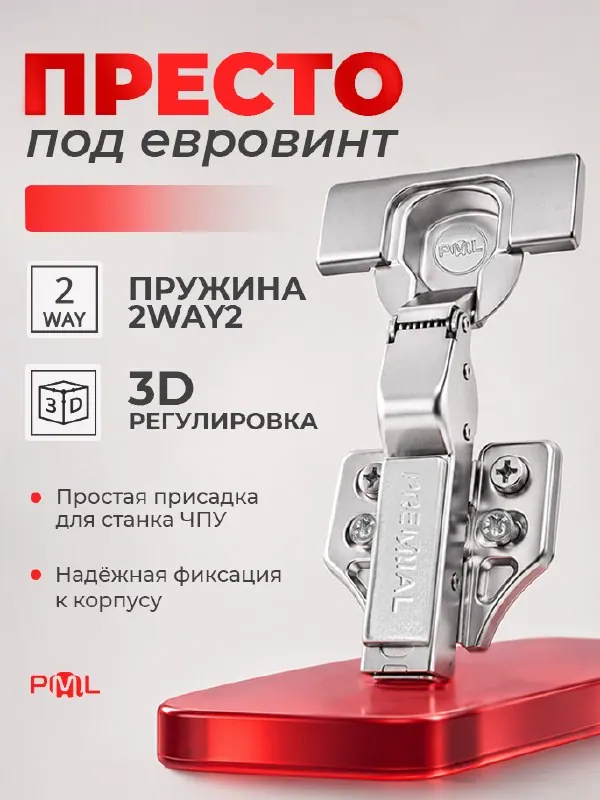 ПРЕСТО
под евровинт
2
WAY
ПРУЖИНА
2WAY2
3D
3D
РЕГУЛИРОВКА
Простая присадка
для станка ЧПУ
Надёжная фиксация
к корпусу
PML
PML
PREMIAL